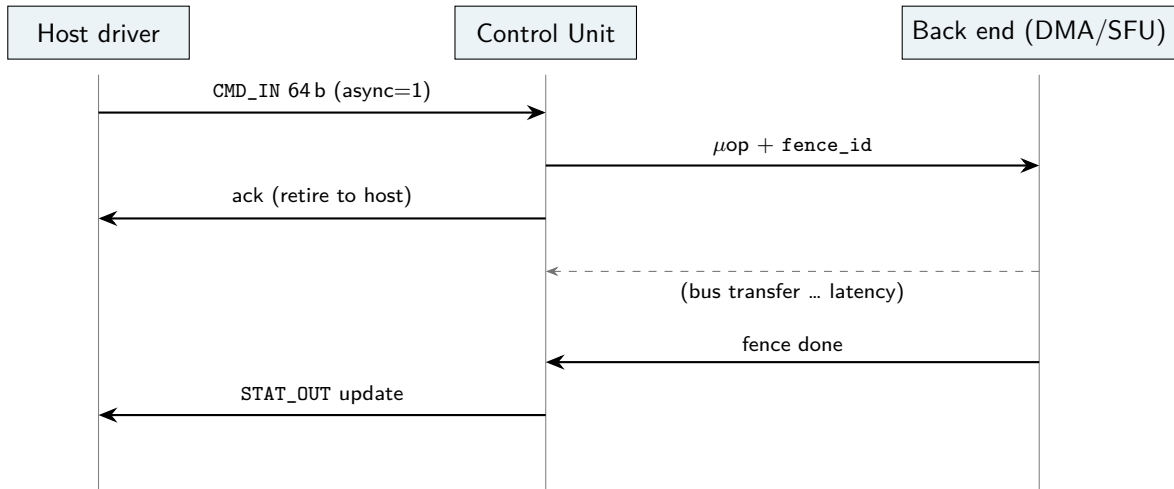 Host driver
Control Unit
Back end (DMA/SFU)
CMD_IN 64 b (async=1)
μop + fence_id
ack (retire to host)
(bus transfer ... latency)
fence done
STAT_OUT update